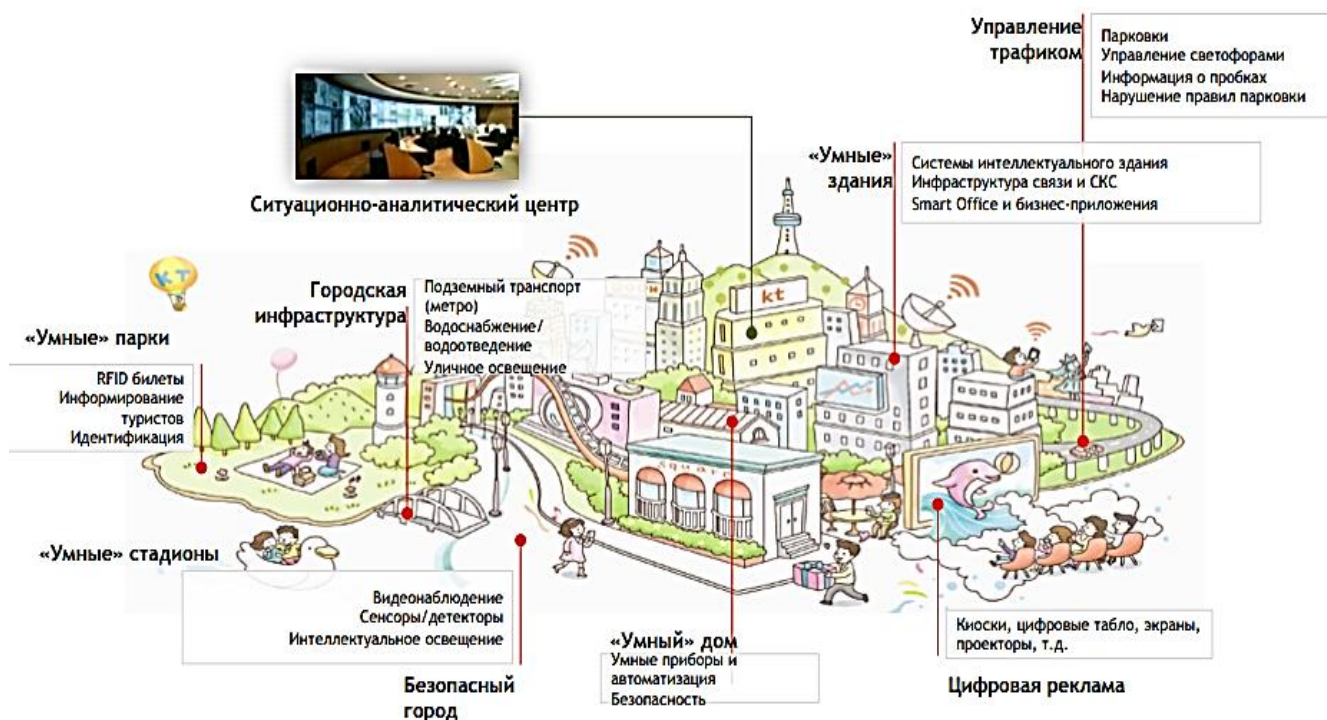 Управление
трафиком
Парковки
Управление светофорами
Информация о пробках
Нарушение правил парковки
«Умные»
здания
Системы интеллектуального здания
Инфраструктура связи и СКС
Smart Office и бизнес-приложения
Ситуационно-аналитический центр
Городская
инфраструктура
Подземный транспорт
(метро)
Водоснабжение/
водоотведение
Уличное освещение
kt
KT
«Умные» парки
RFID билеты
Информирование
туристов
Идентификация
square
«Умные» стадионы
Видеонаблюдение
Сенсоры/детекторы
Интеллектуальное освещение
Безопасный
город
«Умный» дом
Умные приборы и
автоматизация
Безопасность
Киоски, цифровые табло, экраны,
проекторы, т.д.
Цифровая реклама